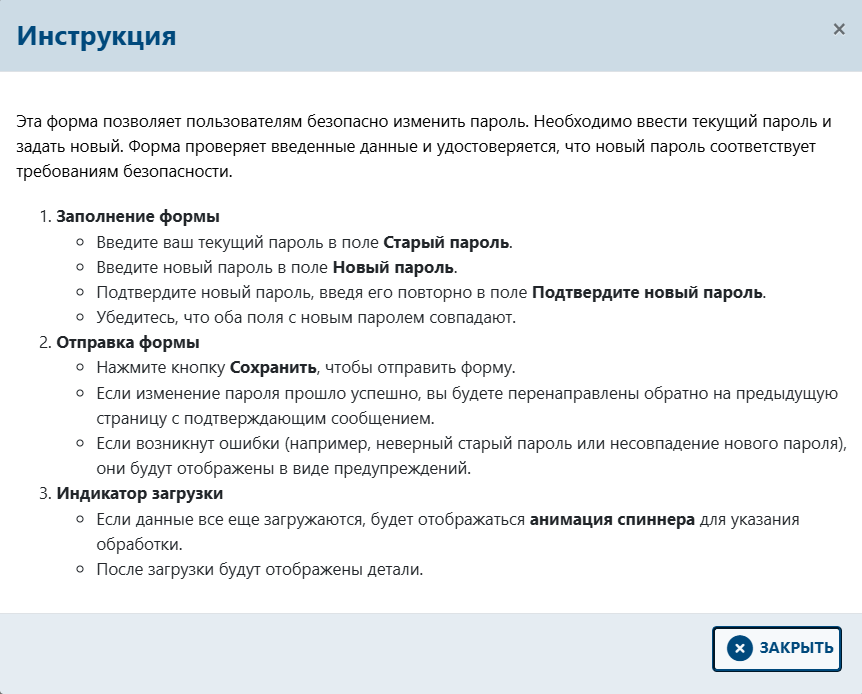 Инструкция
×
Эта форма позволяет пользователям безопасно изменить пароль. Необходимо ввести текущий пароль и
задать новый. Форма проверяет введенные данные и удостоверяется, что новый пароль соответствует
требованиям безопасности.
1. Заполнение формы
Введите ваш текущий пароль в поле Старый пароль.
Введите новый пароль в поле Новый пароль.
Подтвердите новый пароль, введя его повторно в поле Подтвердите новый пароль.
Убедитесь, что оба поля с новым паролем совпадают.
2. Отправка формы
Нажмите кнопку Сохранить, чтобы отправить форму.
Если изменение пароля прошло успешно, вы будете перенаправлены обратно на предыдущую
страницу с подтверждающим сообщением.
Если возникнут ошибки (например, неверный старый пароль или несовпадение нового пароля),
они будут отображены в виде предупреждений.
3. Индикатор загрузки
Если данные все еще загружаются, будет отображаться анимация спиннера для указания
обработки.
После загрузки будут отображены детали.
ЗАКРЫТЬ